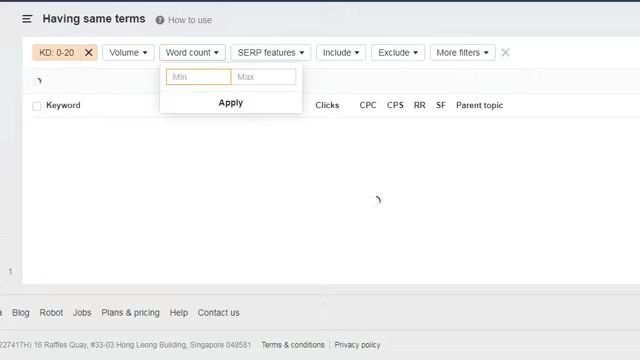 Having same terms ? How to use
KD: 0-20 Volume Word count SERP features Include Exclude More filters
Min Max
Apply
Keyword Clicks CPC CPS RR SF Parent topic
1
Blog Robot Jobs Plans & pricing Help Contact us
227417H) 16 Raffles Quay, #33-03 Hong Leong Building, Singapore 048581 Terms & conditions Privacy policy